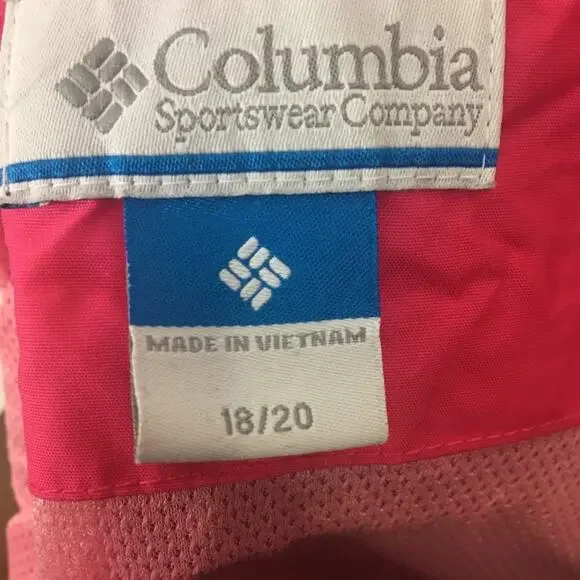 Columbia
Sportswear Company
MADE IN VIETNAM
18/20